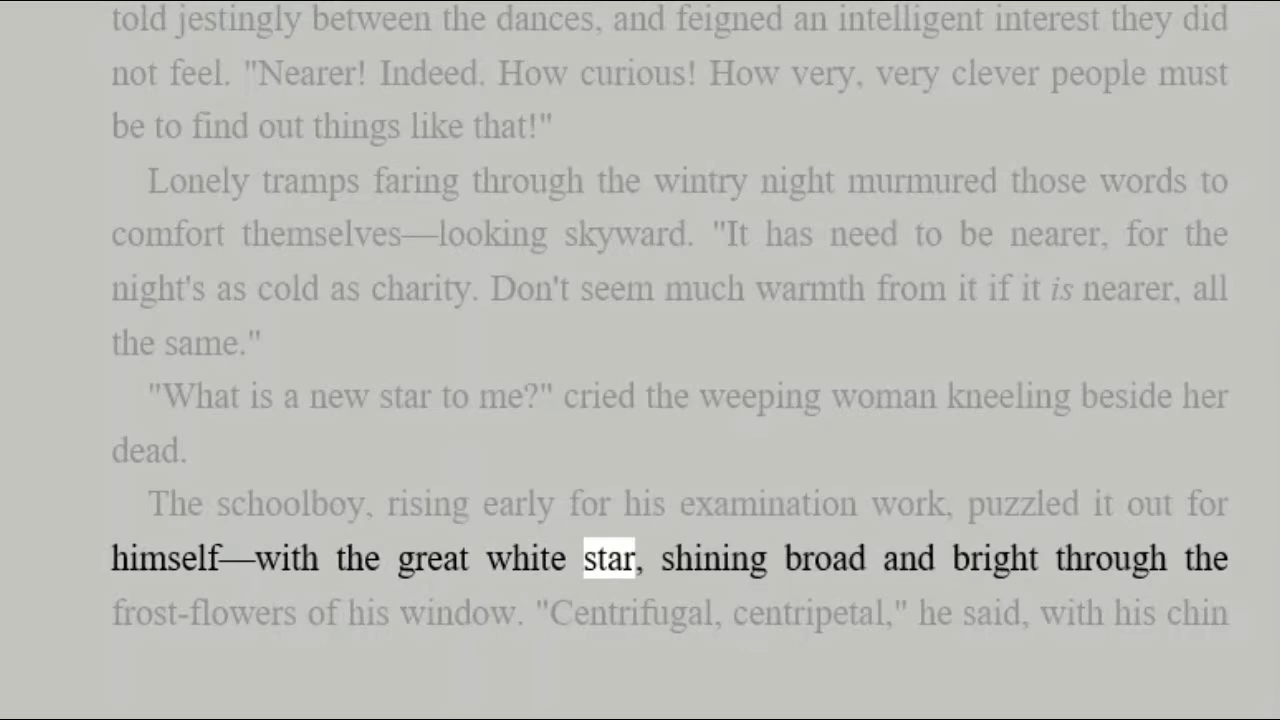 told jestingly between the dances, and feigned an intelligent interest they did
not feel. "Nearer! Indeed. How curious! How very, very clever people must
be to find out things like that!"
Lonely tramps faring through the wintry night murmured those words to
comfort themselves—looking skyward. "It has need to be nearer, for the
night's as cold as charity. Don't seem much warmth from it if it is nearer, all
the same."
"What is a new star to me?" cried the weeping woman kneeling beside her
dead.
The schoolboy, rising early for his examination work, puzzled it out for
himself—with the great white star, shining broad and bright through the
frost-flowers of his window. "Centrifugal, centripetal," he said, with his chin